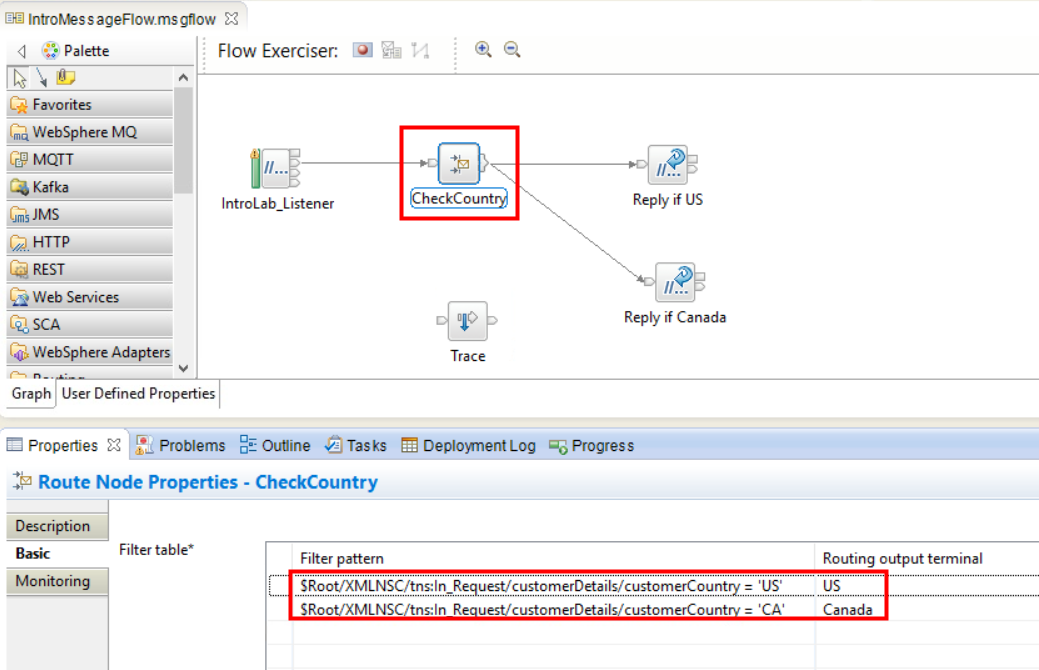 IntroMessageFlow.msgflow
Palette
Flow Exerciser:
Favorites
WebSphere MQ
MQTT
Kafka
JMS
HTTP
REST
Web Services
SCA
WebSphere Adapters
Routing
IntroLab_Listener
CheckCountry
Reply if US
Reply if Canada
Trace
Graph User Defined Properties
Properties Problems Outline Tasks Deployment Log Progress
Route Node Properties - CheckCountry
Description
Basic
Monitoring
Filter table*
Filter pattern Routing output terminal
$Root/XMLNSC/tns:In_Request/customerDetails/customerCountry = 'US' US
$Root/XMLNSC/tns:In_Request/customerDetails/customerCountry = 'CA' Canada